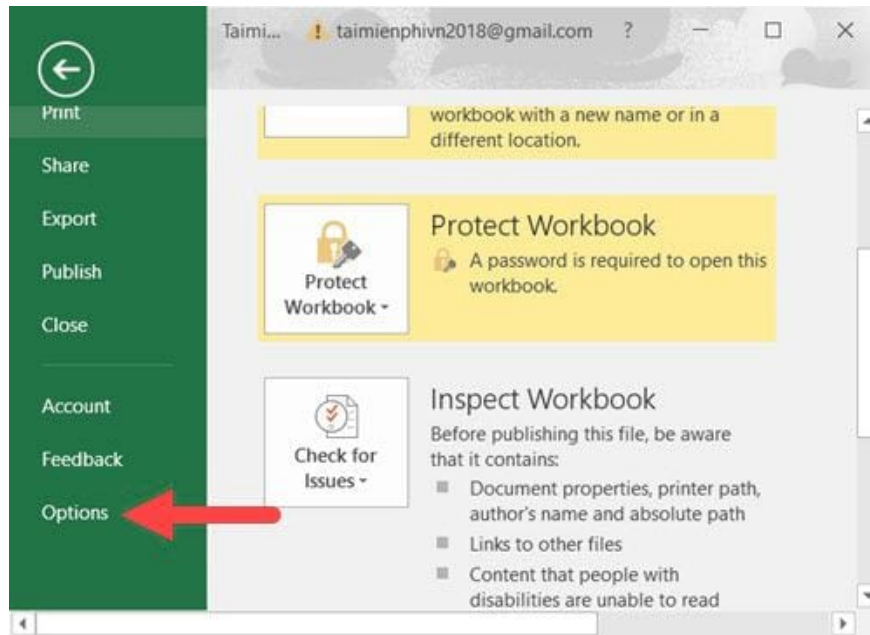 Taimi... taimienphivn2018@gmail.com ?
Print
Share
Export
Publish
Close
Account
Feedback
Options
workbook with a new name or in a
different location.
Protect
Workbook
Protect Workbook
A password is required to open this
workbook.
Check for
Issues
Inspect Workbook
Before publishing this file, be aware
that it contains:
Document properties, printer path,
author's name and absolute path
Links to other files
Content that people with
disabilities are unable to read